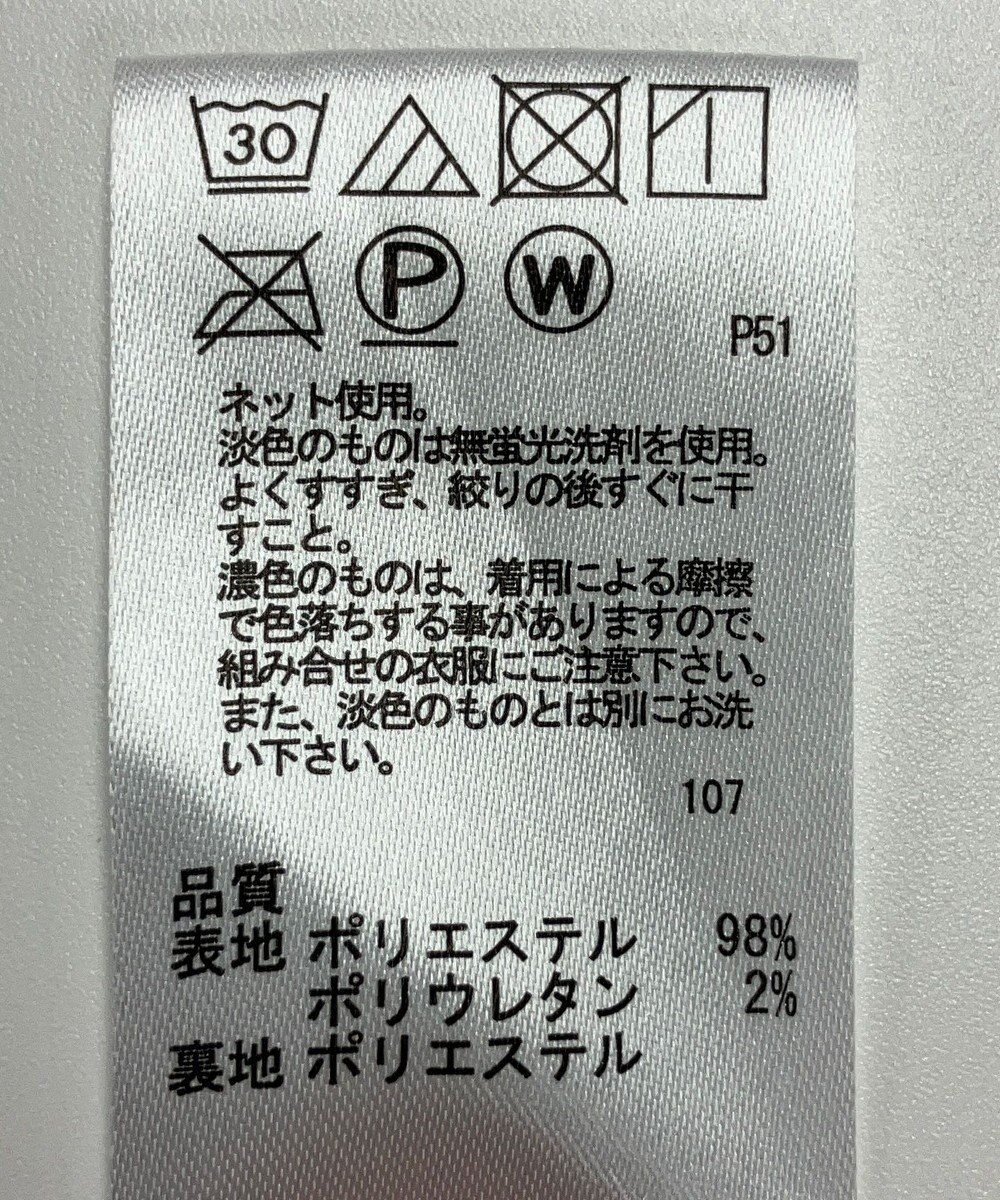 30
P W
P51
ネット使用。
淡色のものは無蛍光洗剤を使用。
よくすすぎ、絞りの後すぐに干
すこと。
濃色のものは、着用による摩擦
で色落ちする事がありますので、
組み合せの衣服にご注意下さい。
また、淡色のものとは別にお洗
い下さい。
107
品質
表地 ポリエステル 98%
ポリウレタン 2%
裏地 ポリエステル